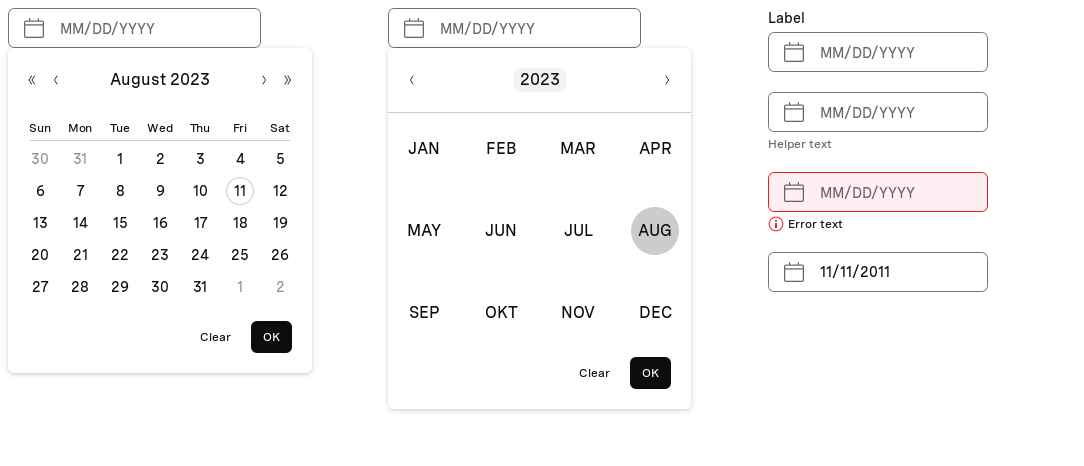 MM/DD/YYYY
« ‹ August 2023 › »
Sun Mon Tue Wed Thu Fri Sat
30 31 1 2 3 4 5
6 7 8 9 10 11 12
13 14 15 16 17 18 19
20 21 22 23 24 25 26
27 28 29 30 31 1 2
Clear OK
MM/DD/YYYY
‹ 2023 ›
JAN FEB MAR APR
MAY JUN JUL AUG
SEP OKT NOV DEC
Clear OK
Label
MM/DD/YYYY
MM/DD/YYYY
Helper text
MM/DD/YYYY
Error text
11/11/2011